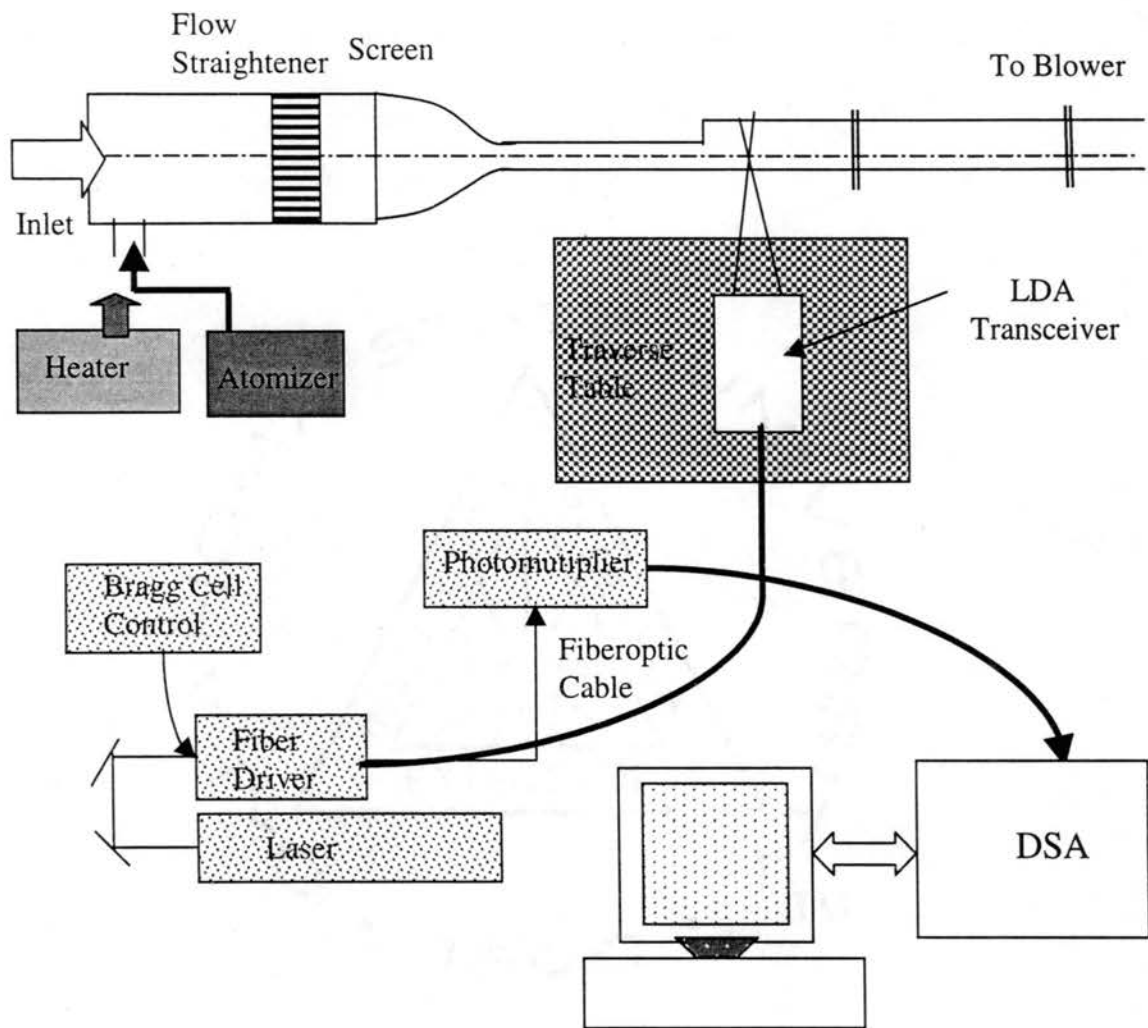 Flow
Straightener
Screen
To Blower
Inlet
LDA
Transceiver
Heater
Atomizer
Traverse
Table
Photomutiplier
Bragg Cell
Control
Fiberoptic
Cable
Fiber
Driver
Laser
DSA